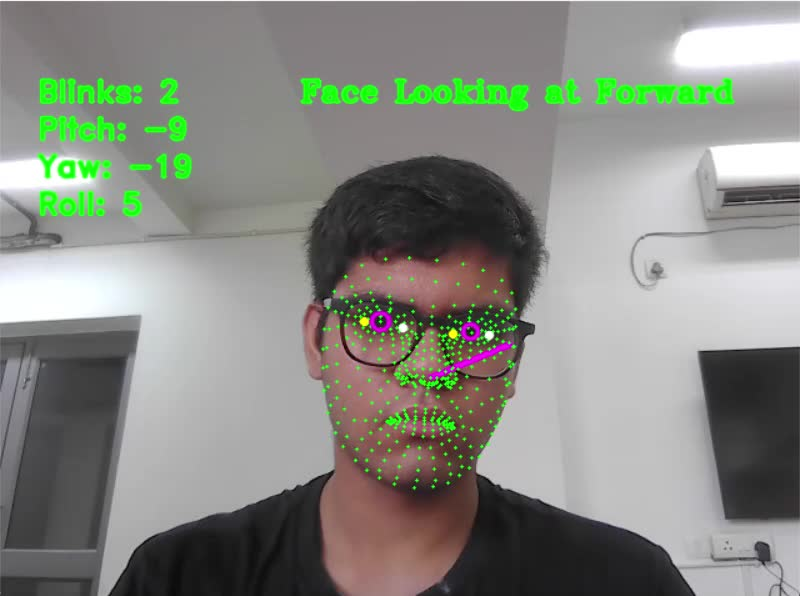 Blinks: 2
Pitch: -9
Yaw: -19
Roll: 5
Face Looking at Forward